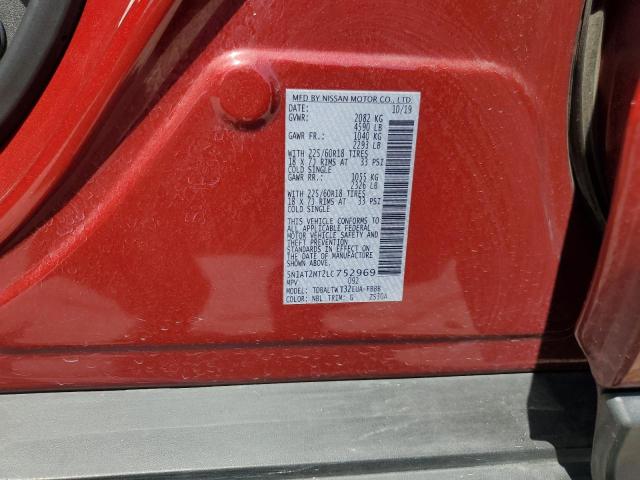 MFD BY NISSAN MOTOR CO., LTD.
DATE: 10/19
GVWR: 2082 KG
4590 LB
GAWR FR.: 1040 KG
2293 LB
WITH 225/60R18 TIRES
18 X 7J RIMS AT 33 PSI
COLD SINGLE
GAWR RR.: 1055 KG
2326 LB
WITH 225/60R18 TIRES
18 X 7J RIMS AT 33 PSI
COLD SINGLE
THIS VEHICLE CONFORMS TO
ALL APPLICABLE FEDERAL
MOTOR VEHICLE SAFETY AND
THEFT PREVENTION
STANDARDS IN EFFECT ON
THE DATE OF MANUFACTURE
SHOWN ABOVE.
5N1AT2MT2LC752969
MPV 092
MODEL:
COLOR: NBL TRIM: G